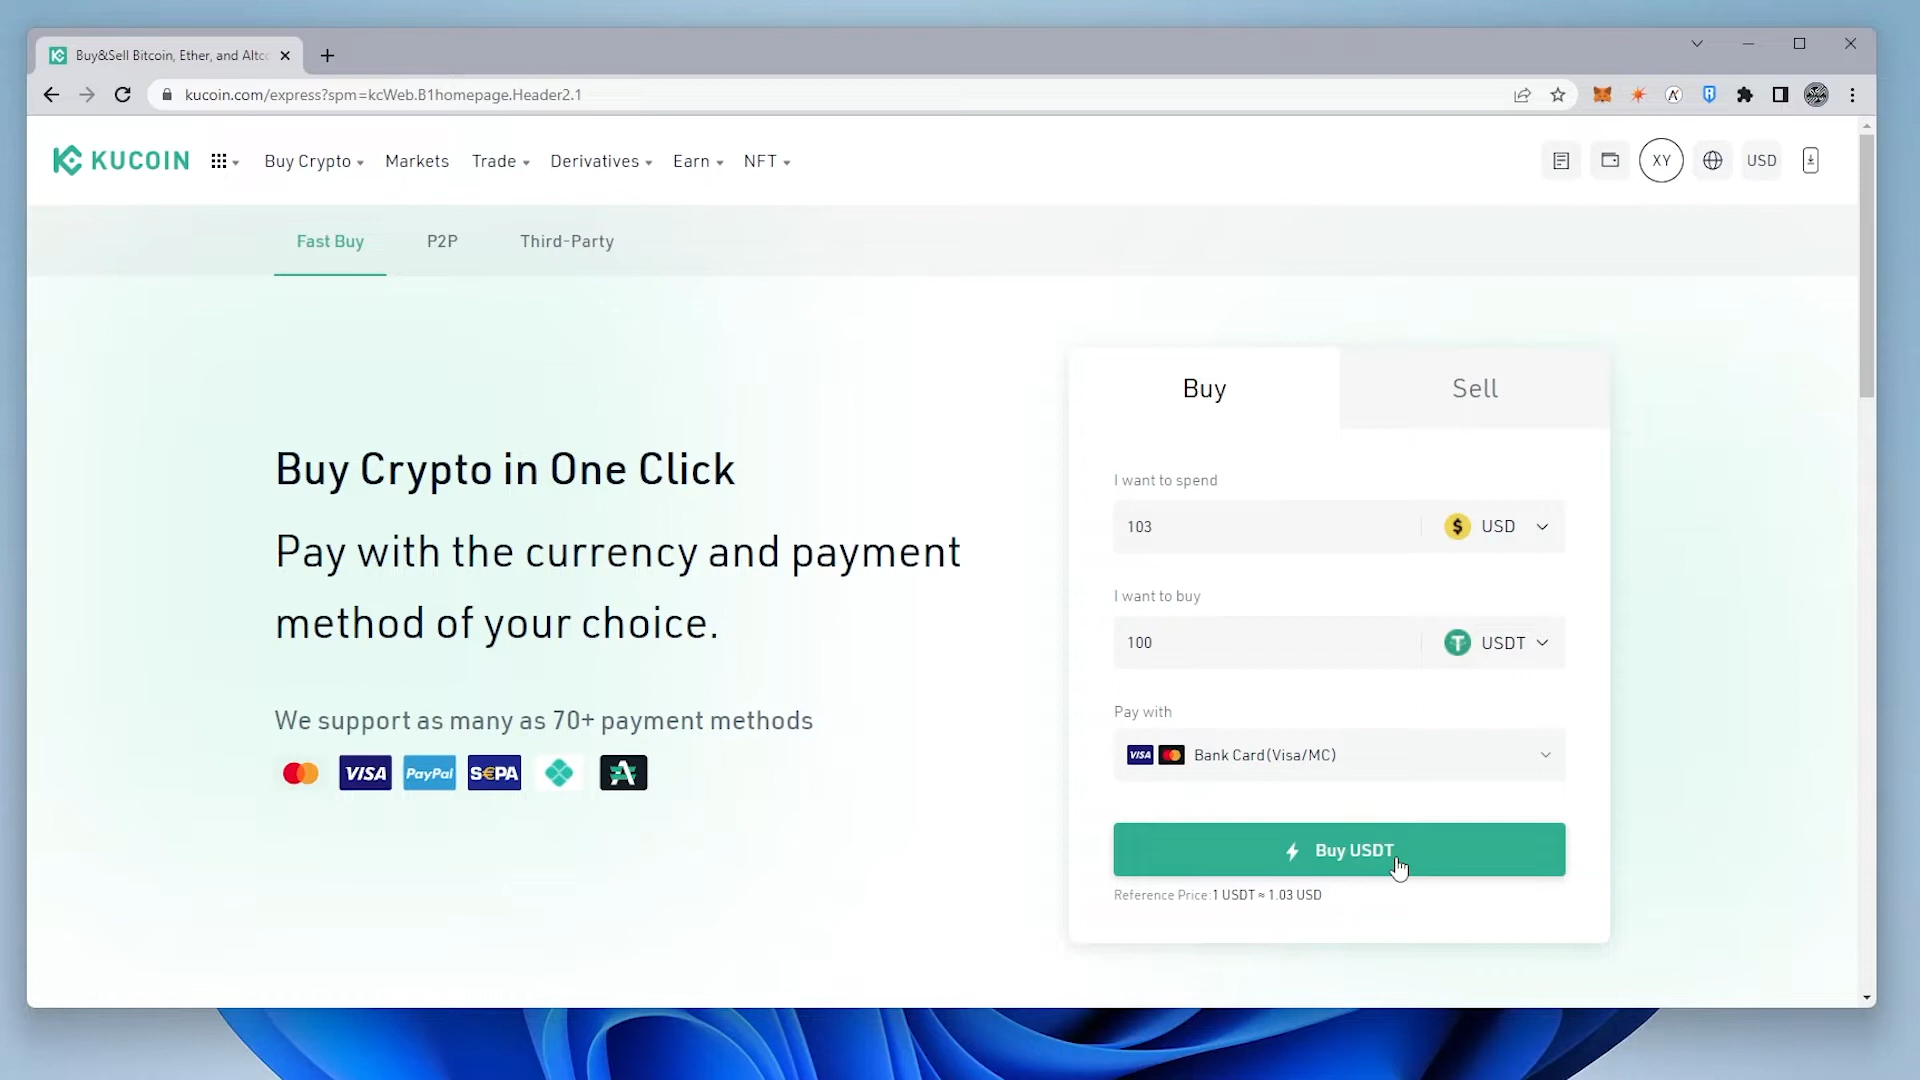 Buy&Sell Bitcoin, Ether, and Altc
kucoin.com/express?spm=kcWeb.B1homepage.Header2.1
KUCOIN Buy Crypto Markets Trade Derivatives Earn NFT XY USD
Fast Buy P2P Third-Party
Buy Sell
Buy Crypto in One Click
Pay with the currency and payment
method of your choice.
We support as many as 70+ payment methods
VISA PayPal S€PA
I want to spend
103 $ USD
I want to buy
100 USDT
Pay with
VISA Bank Card(Visa/MC)
Buy USDT
Reference Price:1 USDT ≈ 1.03 USD